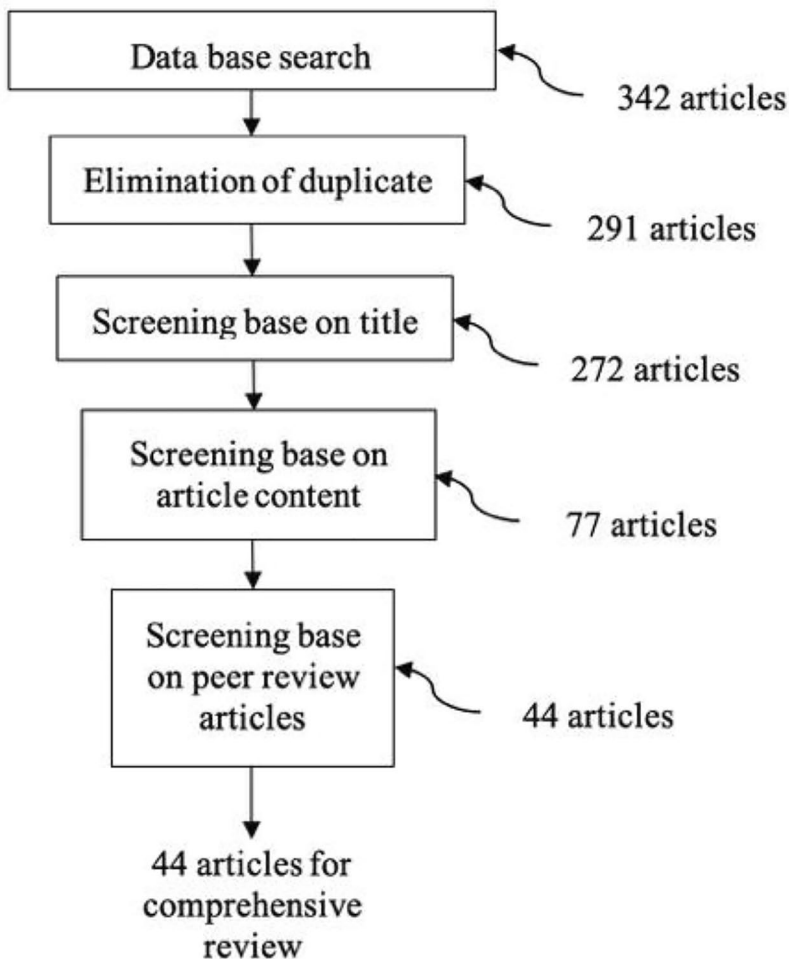 Data base search
342 articles
Elimination of duplicate
291 articles
Screening base on title
272 articles
Screening base on
article content
77 articles
Screening base
on peer review
articles
44 articles
44 articles for
comprehensive
review